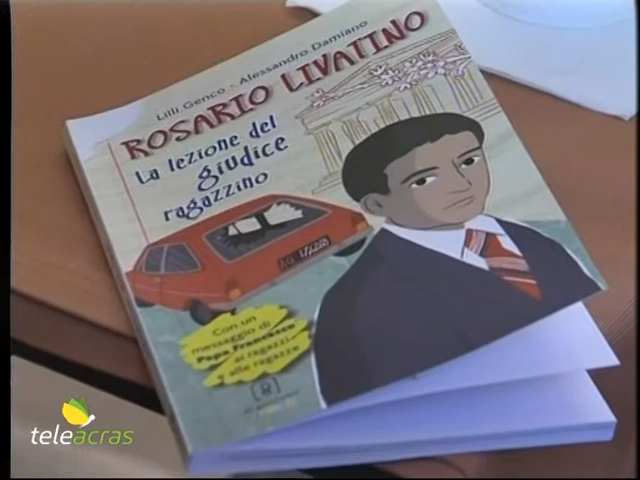 Lilli Genco - Alessandro Damiano
ROSARIO LIVATINO
La lezione del
giudice
ragazzino
Con un
messaggio di
Papa Francesco
ai ragazzi
e alle ragazze
teleacras